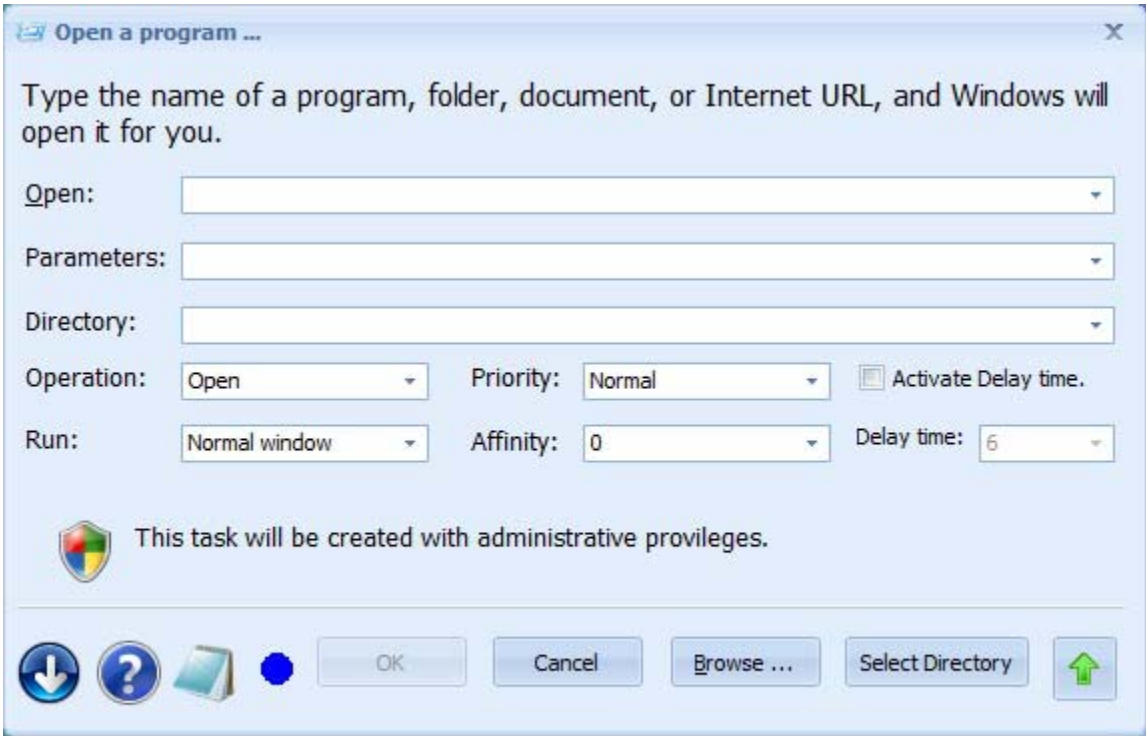 Open a program ...
Type the name of a program, folder, document, or Internet URL, and Windows will
open it for you.
Open:
Parameters:
Directory:
Operation: Open Priority: Normal Activate Delay time.
Run: Normal window Affinity: 0 Delay time: 6
This task will be created with administrative provileges.
OK Cancel Browse ... Select Directory